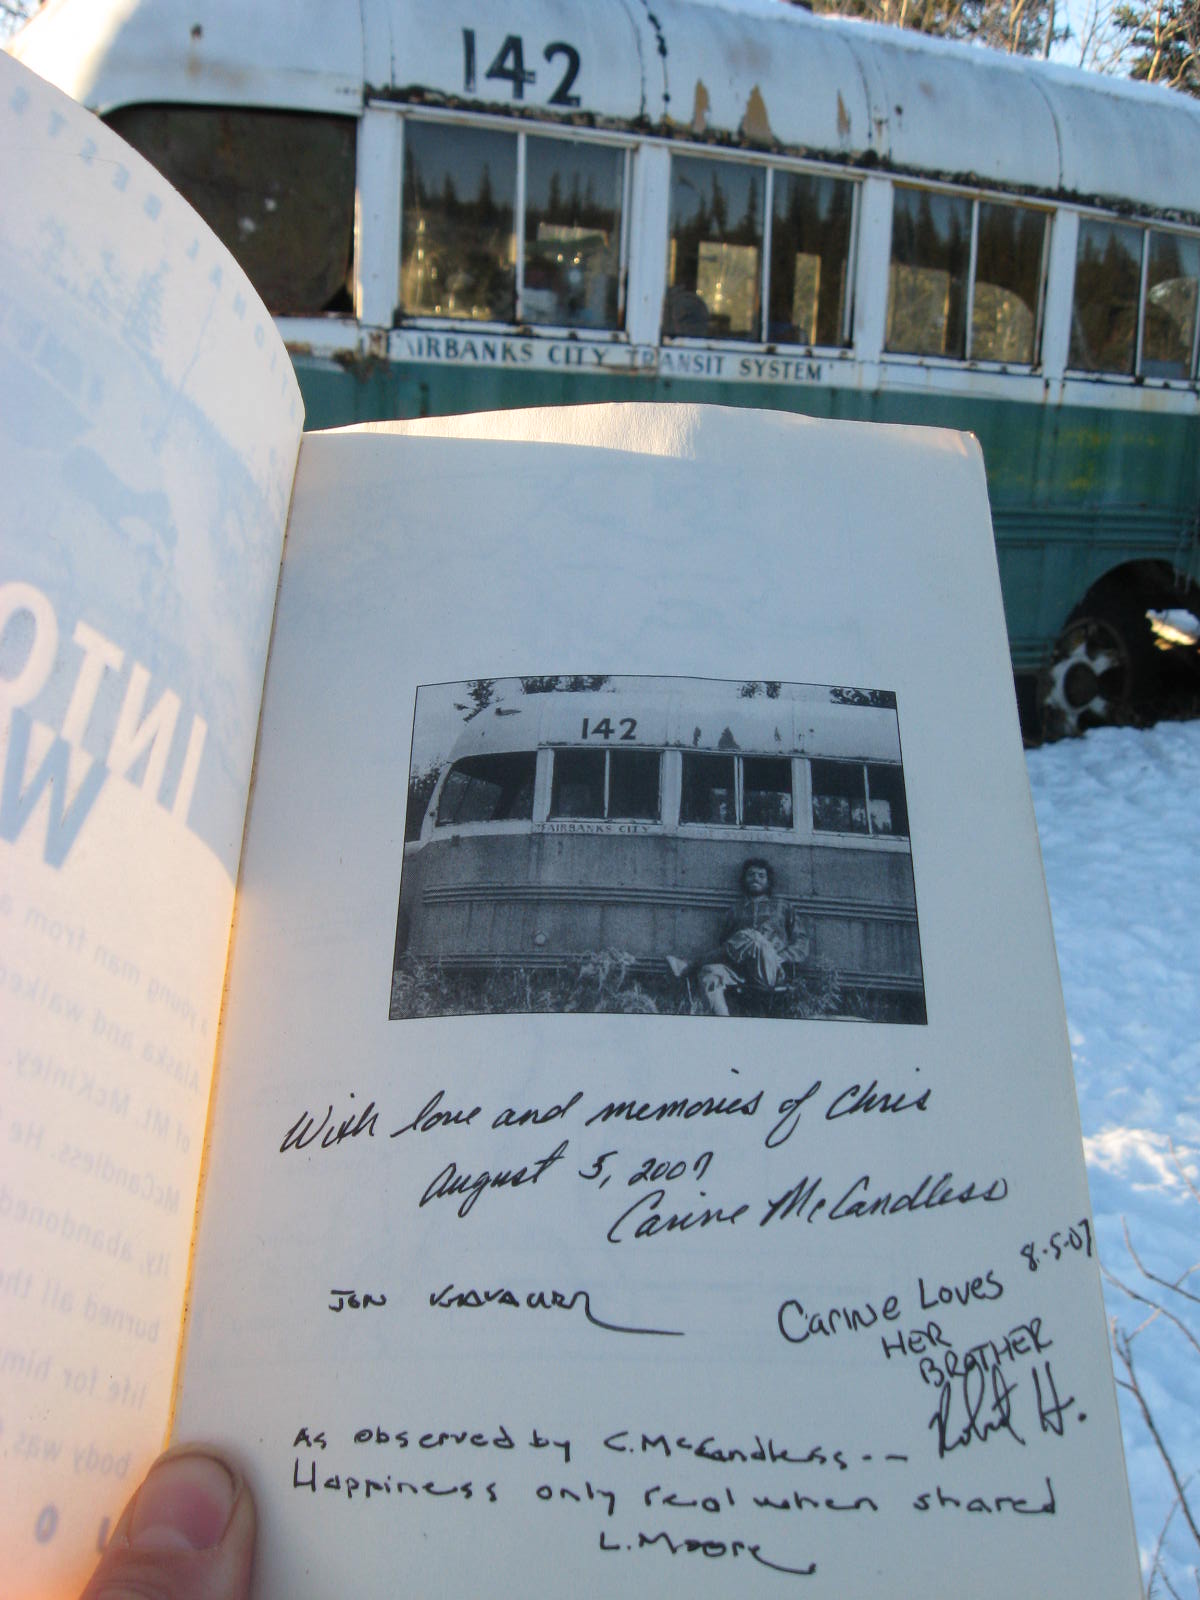 142
FAIRBANKS CITY TRANSIT SYSTEM
INTO
W
a young man from a
Alaska and walked
of Mt. McKinley.
McCandless. He
ity, abandoned
burned all the
life for him
body was
J O
142
FAIRBANKS CITY SYSTEM
With love and memories of Chris
August 5, 2007
Carine McCandless
8.5.07
JON KRAKAUER
Carine Loves
HER
BROTHER
Robert H.
As observed by C. McCandless--
Happiness only real when shared
L. Moore